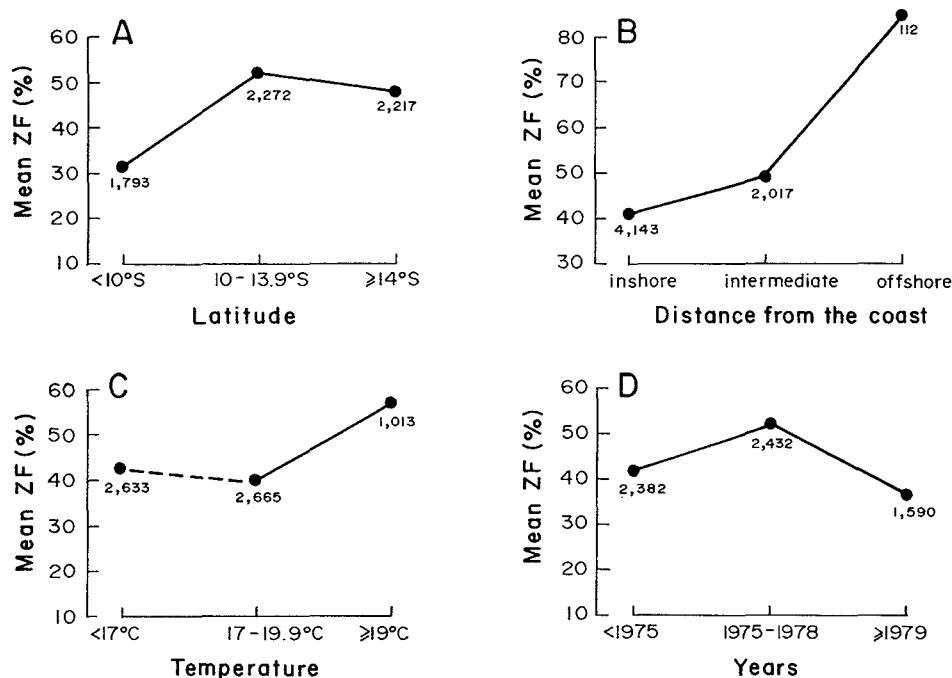 A
Mean ZF (%)
60
50
40
30
20
10
1,793
2,272
2,217
<10°S
10-13.9°S
⩾14°S
Latitude
B
Mean ZF (%)
80
70
60
50
40
30
4,143
2,017
112
inshore
intermediate
offshore
Distance from the coast
C
Mean ZF (%)
60
50
40
30
20
10
2,633
2,665
1,013
<17°C
17-19.9°C
⩾19°C
Temperature
D
Mean ZF (%)
60
50
40
30
20
10
2,382
2,432
1,590
<1975
1975-1978
⩾1979
Years